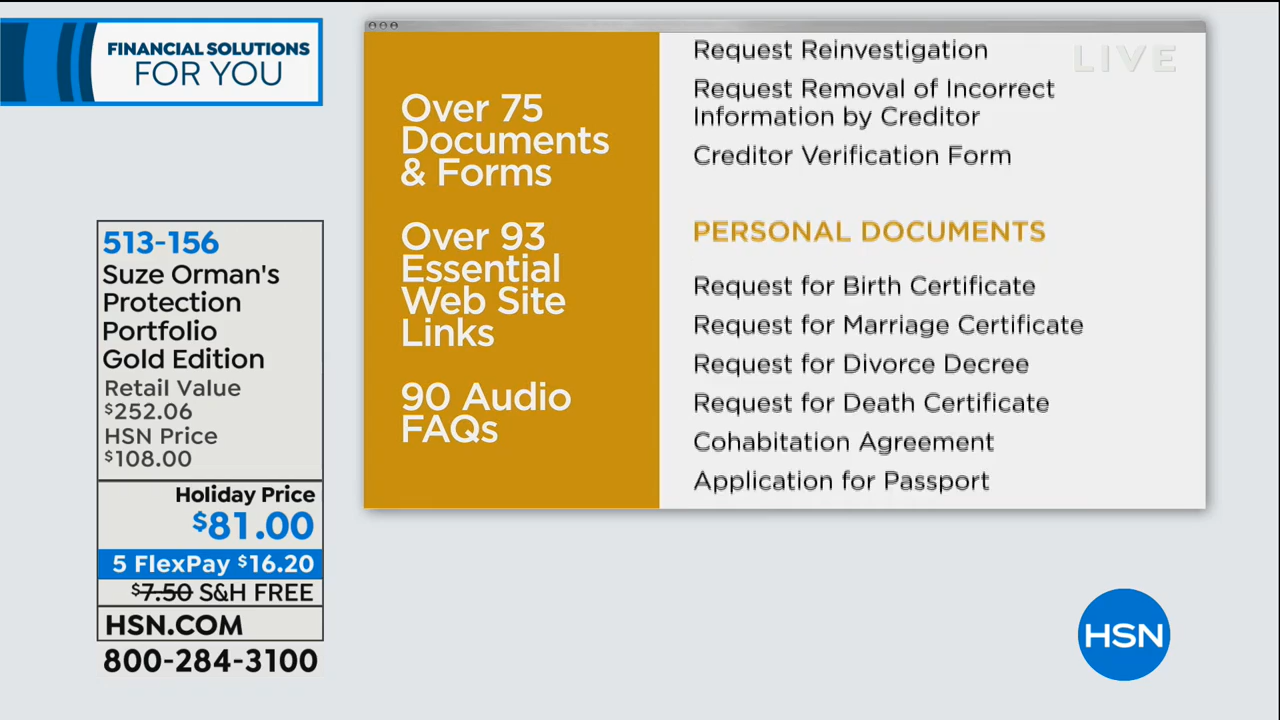 FINANCIAL SOLUTIONS
FOR YOU
513-156
Suze Orman's
Protection
Portfolio
Gold Edition
Retail Value
$252.06
HSN Price
$108.00
Holiday Price
$81.00
5 FlexPay $16.20
$7.50 S&H FREE
HSN.COM
800-284-3100
Over 75
Documents
& Forms
Over 93
Essential
Web Site
Links
90 Audio
FAQs
LIVE
Request Reinvestigation
Request Removal of Incorrect
Information by Creditor
Creditor Verification Form
PERSONAL DOCUMENTS
Request for Birth Certificate
Request for Marriage Certificate
Request for Divorce Decree
Request for Death Certificate
Cohabitation Agreement
Application for Passport
HSN